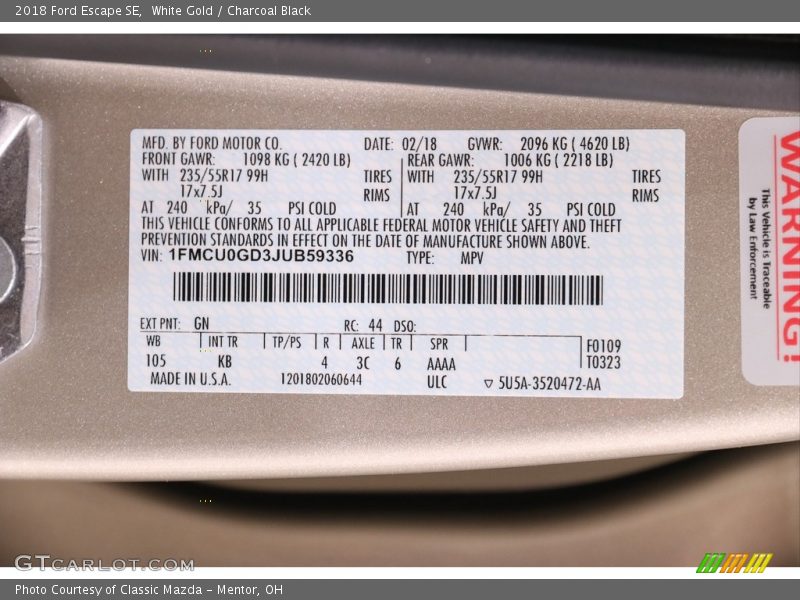 2018 Ford Escape SE, White Gold / Charcoal Black
MFD. BY FORD MOTOR CO. DATE: 02/18 GVWR: 2096 KG ( 4620 LB)
FRONT GAWR: 1098 KG ( 2420 LB) REAR GAWR: 1006 KG ( 2218 LB)
WITH 235/55R17 99H TIRES WITH 235/55R17 99H TIRES
17x7.5J RIMS 17x7.5J RIMS
AT 240 kPa/ 35 PSI COLD AT 240 kPa/ 35 PSI COLD
THIS VEHICLE CONFORMS TO ALL APPLICABLE FEDERAL MOTOR VEHICLE SAFETY AND THEFT
PREVENTION STANDARDS IN EFFECT ON THE DATE OF MANUFACTURE SHOWN ABOVE.
VIN: 1FMCU0GD3JUB59336 TYPE: MPV
EXT PNT: GN RC: 44 DSO:
WB INT TR TP/PS R AXLE TR SPR F0109
105 KB 4 3C 6 AAAA T0323
MADE IN U.S.A. 1201802060644 ULC ▽ 5U5A-3520472-AA
WARNING!
This Vehicle is Traceable
by Law Enforcement
GTCARLOT.COM
Photo Courtesy of Classic Mazda - Mentor, OH